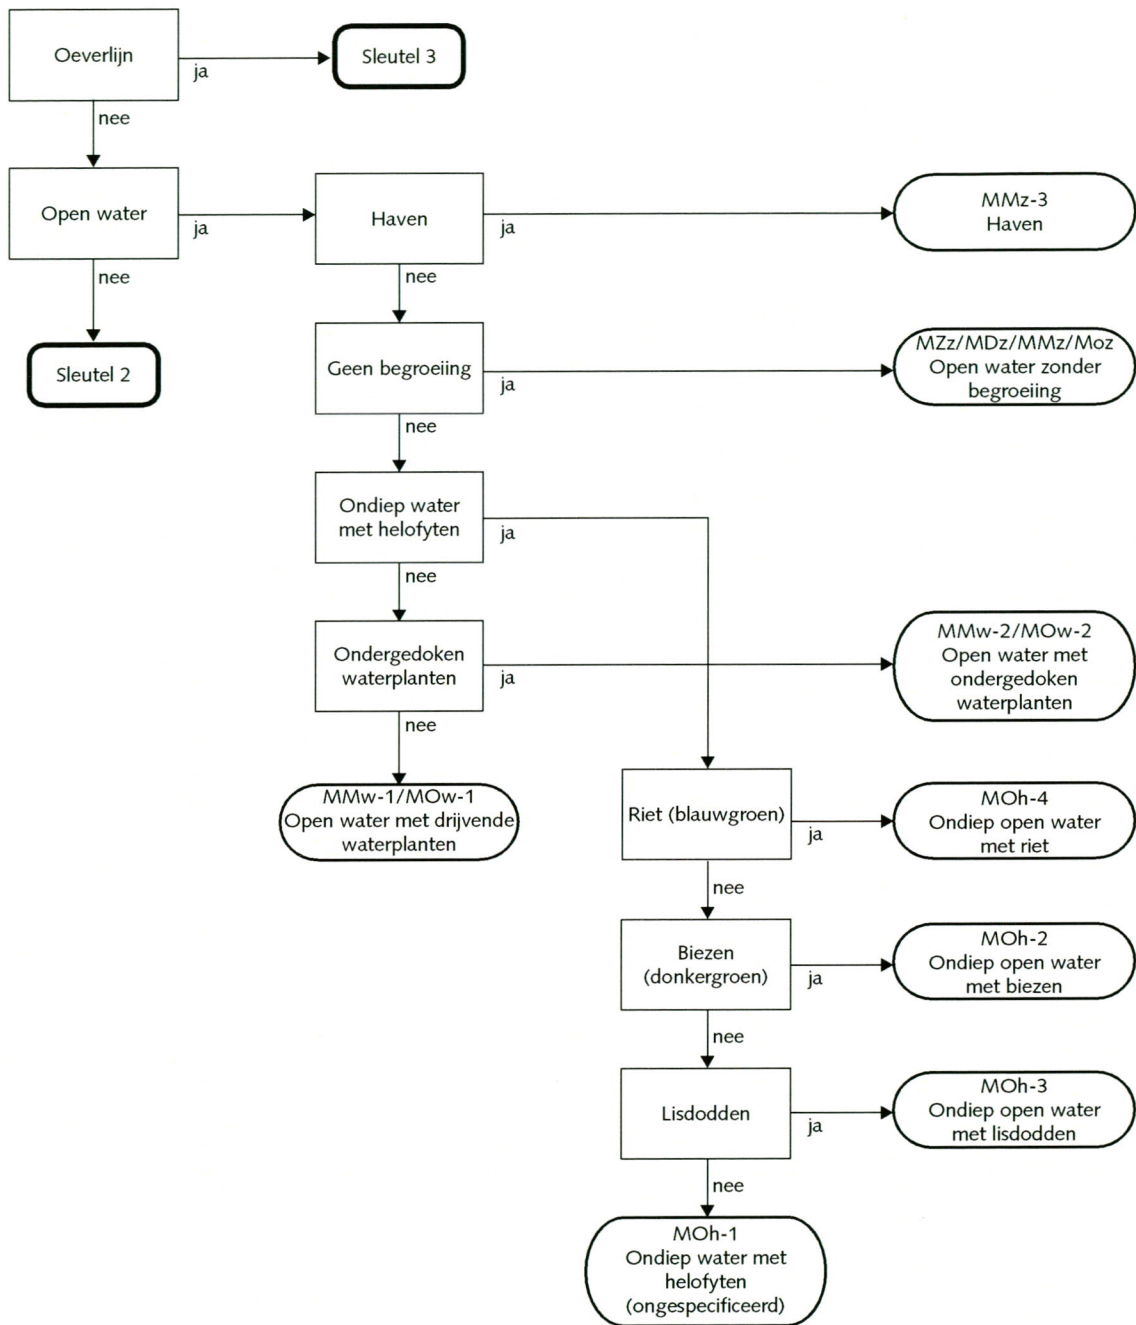 Oeverlijn
ja
Sleutel 3
nee
Open water
ja
Haven
ja
MMz-3
Haven
nee
nee
Sleutel 2
Geen begroeiing
ja
MZz/MDz/MMz/Moz
Open water zonder
begroeiing
nee
Ondiep water
met helofyten
ja
nee
Ondergedoken
waterplanten
ja
MMw-2/MOw-2
Open water met
ondergedoken
waterplanten
nee
MMw-1/MOw-1
Open water met drijvende
waterplanten
Riet (blauwgroen)
ja
MOh-4
Ondiep open water
met riet
nee
Biezen
(donkergroen)
ja
MOh-2
Ondiep open water
met biezen
nee
Lisdodden
ja
MOh-3
Ondiep open water
met lisdodden
nee
MOh-1
Ondiep water met
helofyten
(ongespecificeerd)